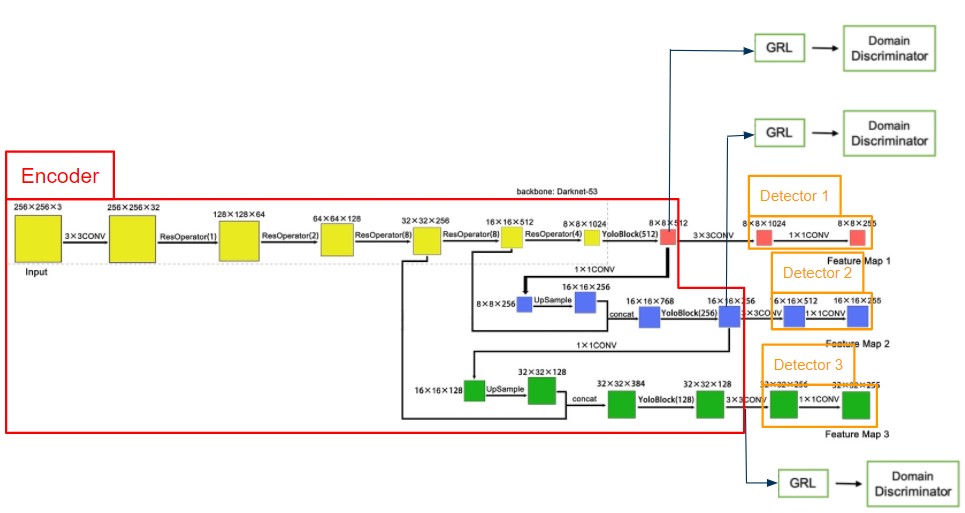 GRL
Domain
Discriminator
GRL
Domain
Discriminator
Encoder
backbone: Darknet-53
Detector 1
256×256×3
256×256×32
128×128×64
64×64×128
32×32×256
16×16×512
8×8×1024
8×8×512
8×8×1024
8×8×255
3×3CONV
ResOperator(1)
ResOperator(2)
ResOperator(8)
ResOperator(8)
ResOperator(4)
YoloBlock(512)
3×3CONV
1×1CONV
Input
Feature Map 1
1×1CONV
Detector 2
8×8×256
UpSample
16×16×256
concat
16×16×768
YoloBlock(256)
16×16×256
3×3CONV
16×16×512
1×1CONV
16×16×255
Feature Map 2
1×1CONV
Detector 3
16×16×128
UpSample
32×32×128
concat
32×32×384
YoloBlock(128)
32×32×128
3×3CONV
32×32×256
1×1CONV
32×32×255
Feature Map 3
GRL
Domain
Discriminator